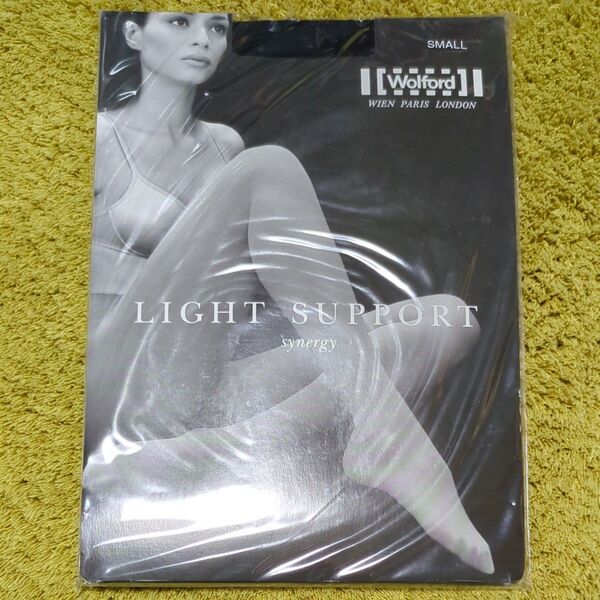 SMALL
Wolford
WIEN PARIS LONDON
LIGHT SUPPORT
synergy